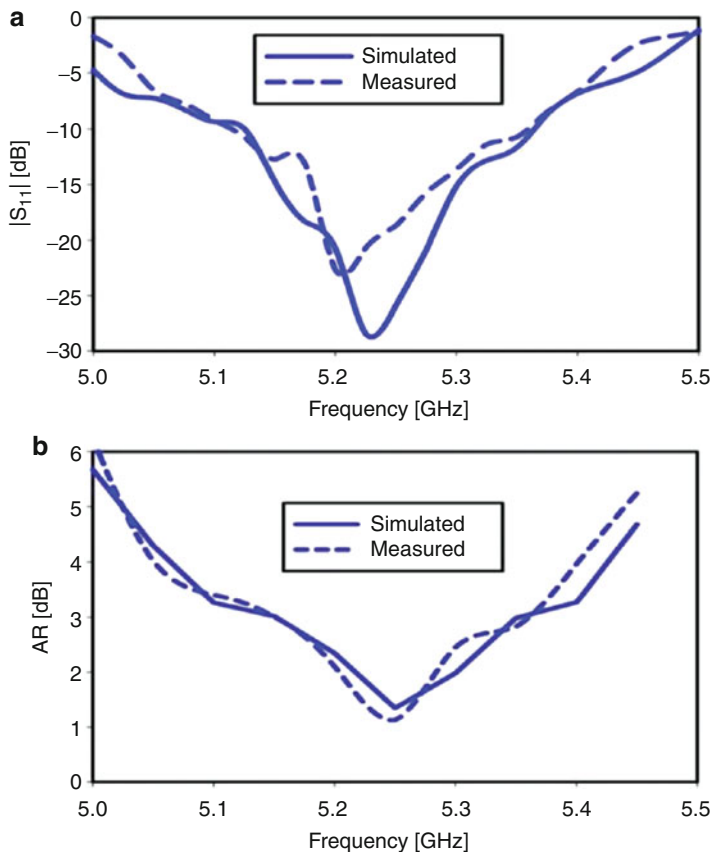 a
0
−5
−10
−15
−20
−25
−30
|S11| [dB]
Simulated
Measured
5.0 5.1 5.2 5.3 5.4 5.5
Frequency [GHz]
b
6
5
4
3
2
1
0
AR [dB]
Simulated
Measured
5.0 5.1 5.2 5.3 5.4 5.5
Frequency [GHz]